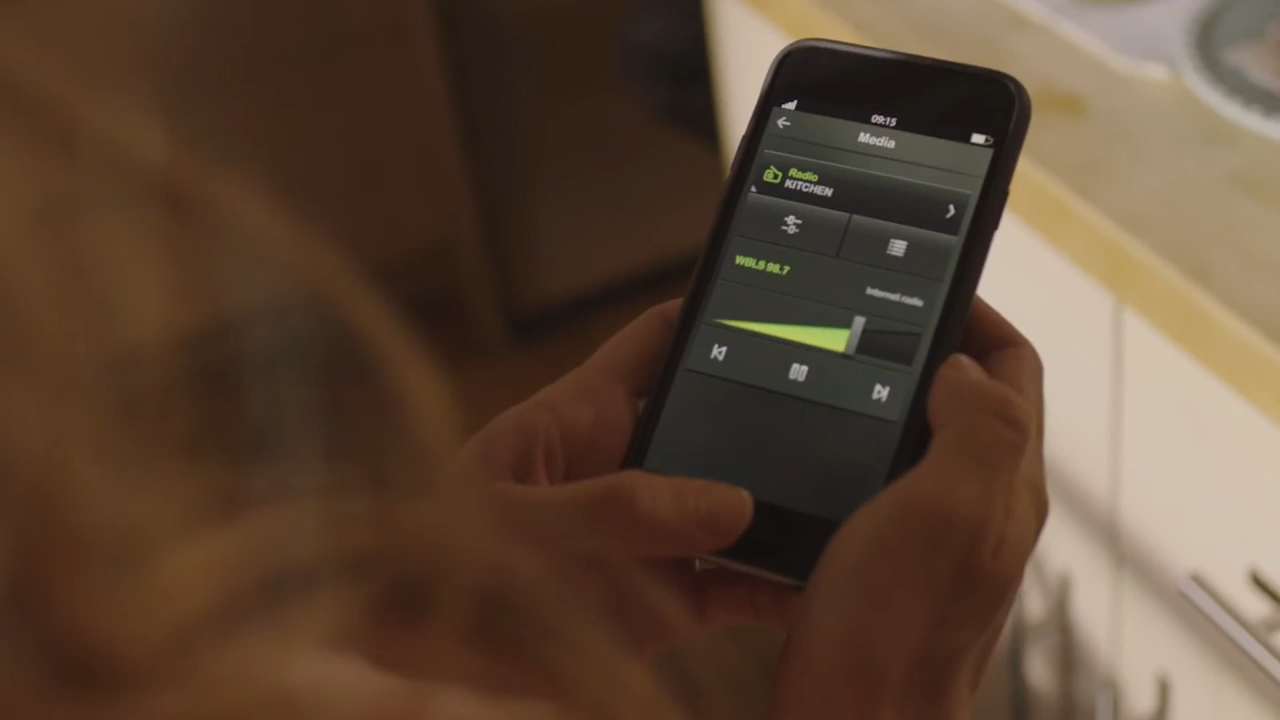 09:15
Media
Radio
KITCHEN
WBLS 98.7
Internet radio